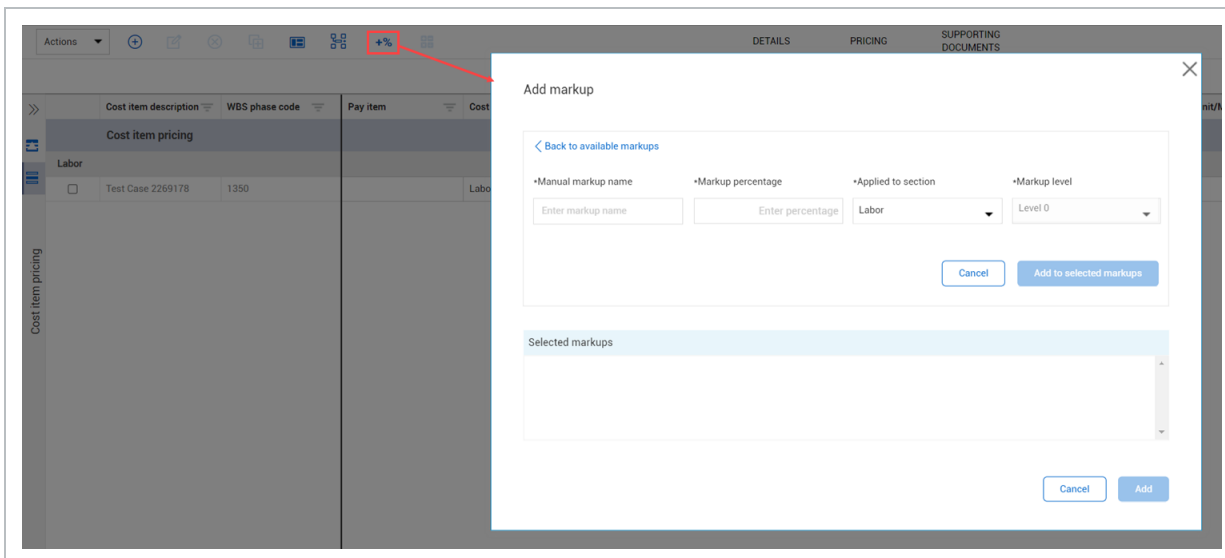 Actions
+%
DETAILS
PRICING
SUPPORTING
DOCUMENTS
Add markup
Cost item description
WBS phase code
Pay item
Cost
nit/M
Cost item pricing
< Back to available markups
Labor
Test Case 2269178
1350
Labo
*Manual markup name
*Markup percentage
*Applied to section
*Markup level
Enter markup name
Enter percentage
Labor
Level 0
Cancel
Add to selected markups
Cost item pricing
Selected markups
Cancel
Add